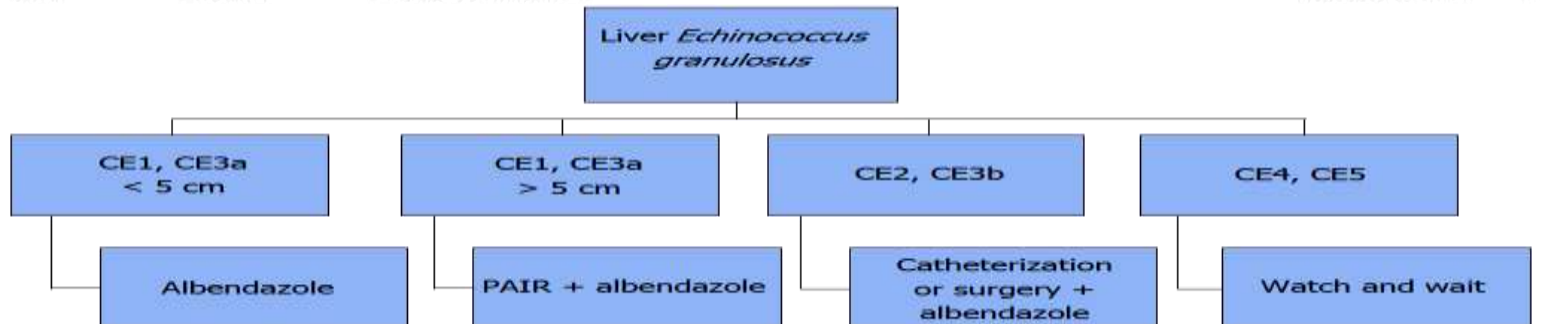 Liver Echinococcus
granulosus
CE1, CE3a
< 5 cm
CE1, CE3a
> 5 cm
CE2, CE3b
CE4, CE5
Albendazole
PAIR + albendazole
Catheterization
or surgery +
albendazole
Watch and wait